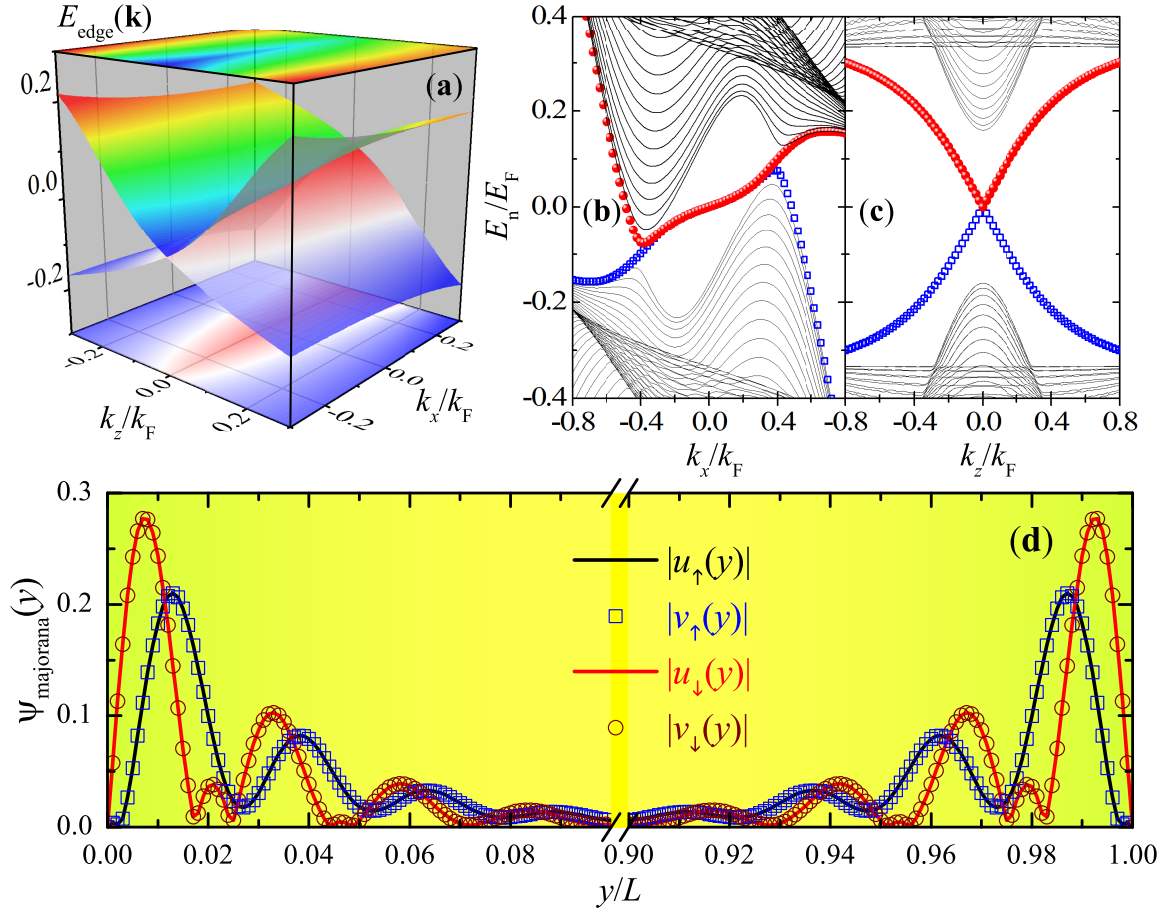 E_edge(k)
(a)
0.2
0.0
-0.2
-0.2
0.0
0.2
k_z/k_F
-0.2
0.0
0.2
k_x/k_F
E_n/E_F
0.4
0.2
0.0
-0.2
-0.4
(b)
-0.8 -0.4 0.0 0.4
k_x/k_F
(c)
-0.8 -0.4 0.0 0.4 0.8
k_z/k_F
Ψ_majorana(y)
0.3
0.2
0.1
0.0
(d)
|u_↑(y)|
|v_↑(y)|
|u_↓(y)|
|v_↓(y)|
0.00 0.02 0.04 0.06 0.08 0.90 0.92 0.94 0.96 0.98 1.00
y/L